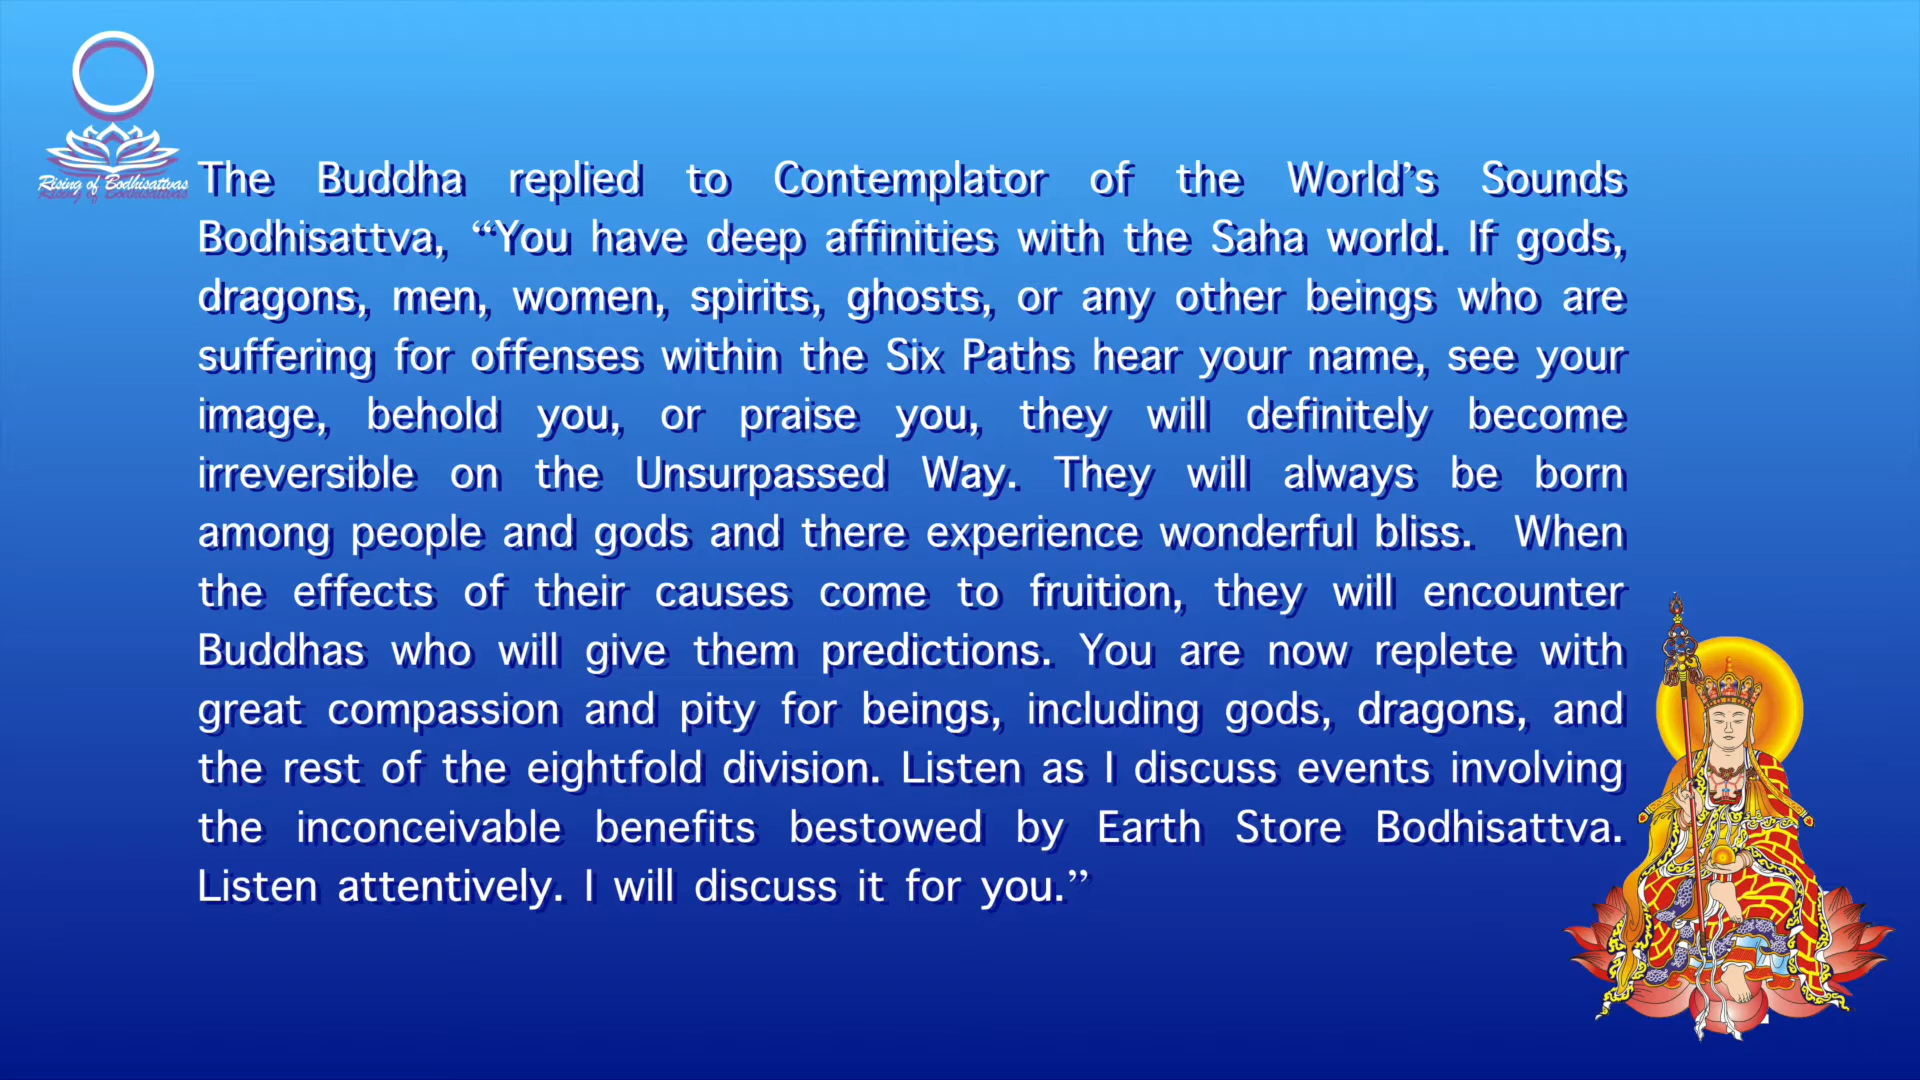 Rising of Bodhisattvas
The Buddha replied to Contemplator of the World’s Sounds
Bodhisattva, “You have deep affinities with the Saha world. If gods,
dragons, men, women, spirits, ghosts, or any other beings who are
suffering for offenses within the Six Paths hear your name, see your
image, behold you, or praise you, they will definitely become
irreversible on the Unsurpassed Way. They will always be born
among people and gods and there experience wonderful bliss. When
the effects of their causes come to fruition, they will encounter
Buddhas who will give them predictions. You are now replete with
great compassion and pity for beings, including gods, dragons, and
the rest of the eightfold division. Listen as I discuss events involving
the inconceivable benefits bestowed by Earth Store Bodhisattva.
Listen attentively. I will discuss it for you.”